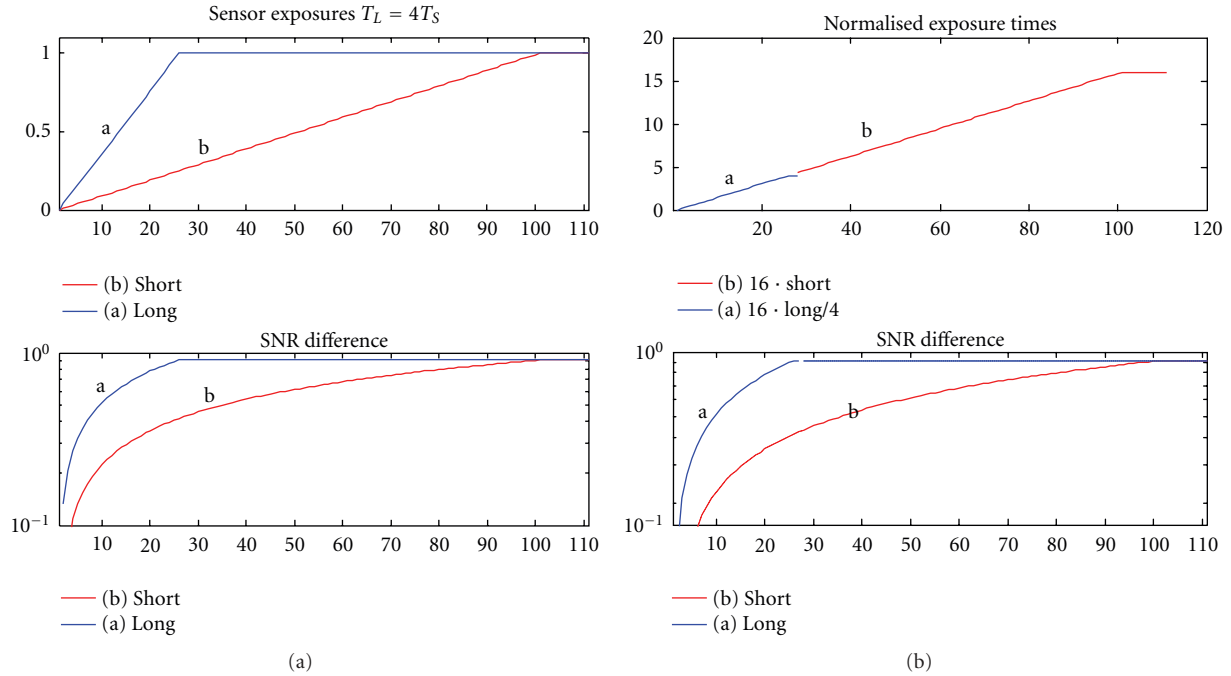 Sensor exposures T_L = 4T_S
1
0.5
0
a
b
10 20 30 40 50 60 70 80 90 100 110
(b) Short
(a) Long
SNR difference
10^0
10^−1
a
b
10 20 30 40 50 60 70 80 90 100 110
(b) Short
(a) Long
(a)
Normalised exposure times
20
15
10
5
0
a
b
0 20 40 60 80 100 120
(b) 16 · short
(a) 16 · long/4
SNR difference
10^0
10^−1
a
b
10 20 30 40 50 60 70 80 90 100 110
(b) Short
(a) Long
(b)